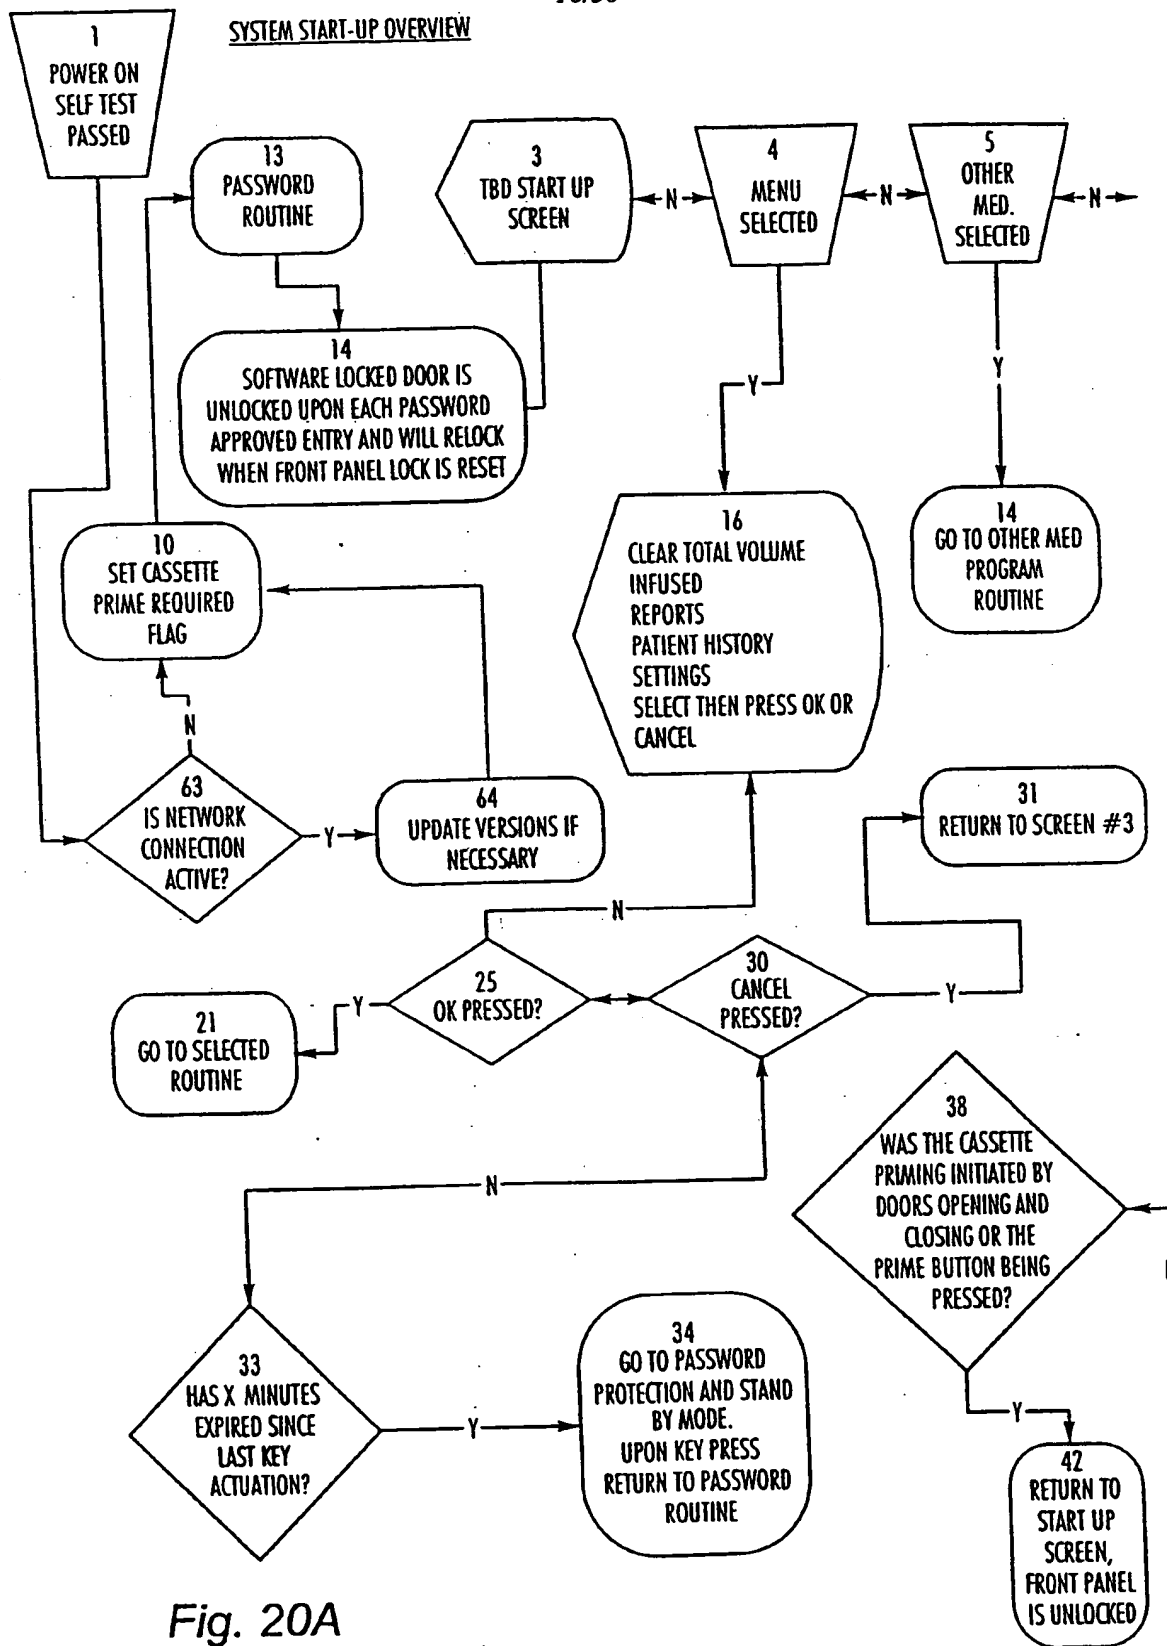 SYSTEM START-UP OVERVIEW
1
POWER ON
SELF TEST
PASSED
13
PASSWORD
ROUTINE
3
TBD START UP
SCREEN
N
4
MENU
SELECTED
N
5
OTHER
MED.
SELECTED
N
14
SOFTWARE LOCKED DOOR IS
UNLOCKED UPON EACH PASSWORD
APPROVED ENTRY AND WILL RELOCK
WHEN FRONT PANEL LOCK IS RESET
Y
Y
10
SET CASSETTE
PRIME REQUIRED
FLAG
16
CLEAR TOTAL VOLUME
INFUSED
REPORTS
PATIENT HISTORY
SETTINGS
SELECT THEN PRESS OK OR
CANCEL
14
GO TO OTHER MED
PROGRAM
ROUTINE
N
63
IS NETWORK
CONNECTION
ACTIVE?
Y
64
UPDATE VERSIONS IF
NECESSARY
31
RETURN TO SCREEN #3
N
25
OK PRESSED?
30
CANCEL
PRESSED?
Y
Y
21
GO TO SELECTED
ROUTINE
N
38
WAS THE CASSETTE
PRIMING INITIATED BY
DOORS OPENING AND
CLOSING OR THE
PRIME BUTTON BEING
PRESSED?
33
HAS X MINUTES
EXPIRED SINCE
LAST KEY
ACTUATION?
Y
34
GO TO PASSWORD
PROTECTION AND STAND
BY MODE.
UPON KEY PRESS
RETURN TO PASSWORD
ROUTINE
Y
42
RETURN TO
START UP
SCREEN,
FRONT PANEL
IS UNLOCKED
Fig. 20A